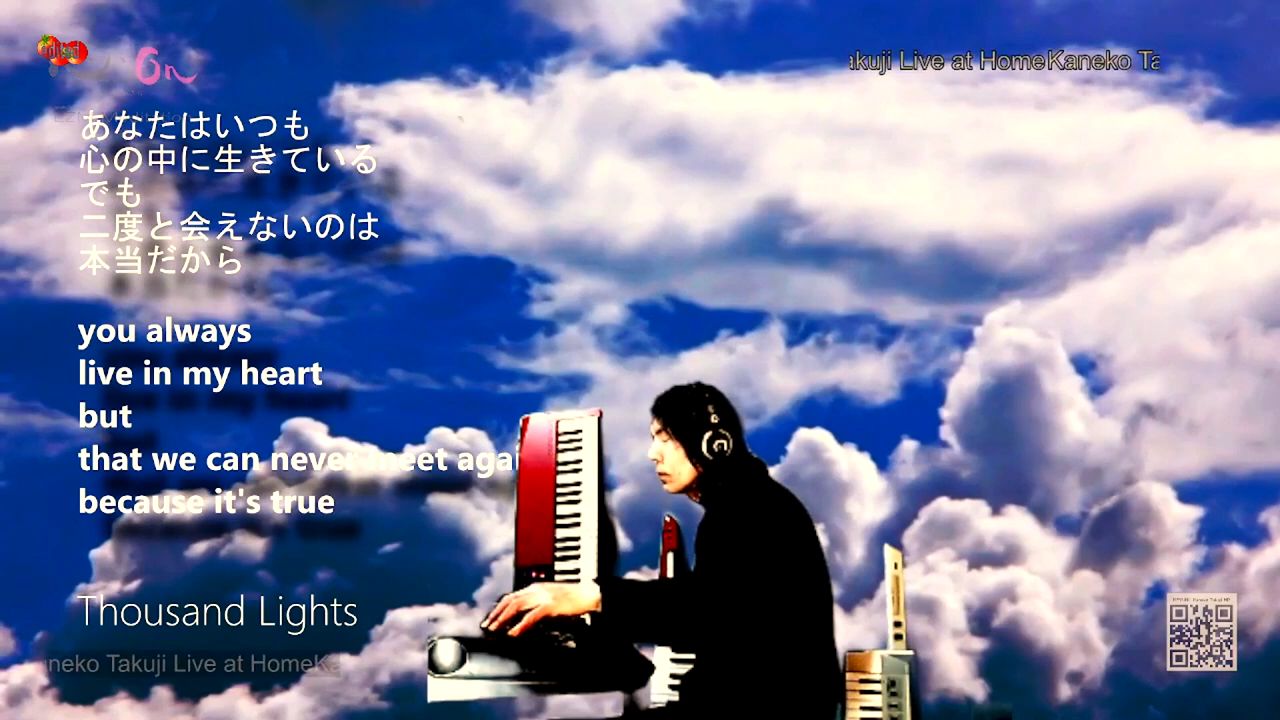 On
akuji Live at HomeKaneko Ta
あなたはいつも
心の中に生きている
でも
二度と会えないのは
本当だから
you always
live in my heart
but
that we can never meet agai
because it's true
Thousand Lights
neko Takuji Live at HomeKa